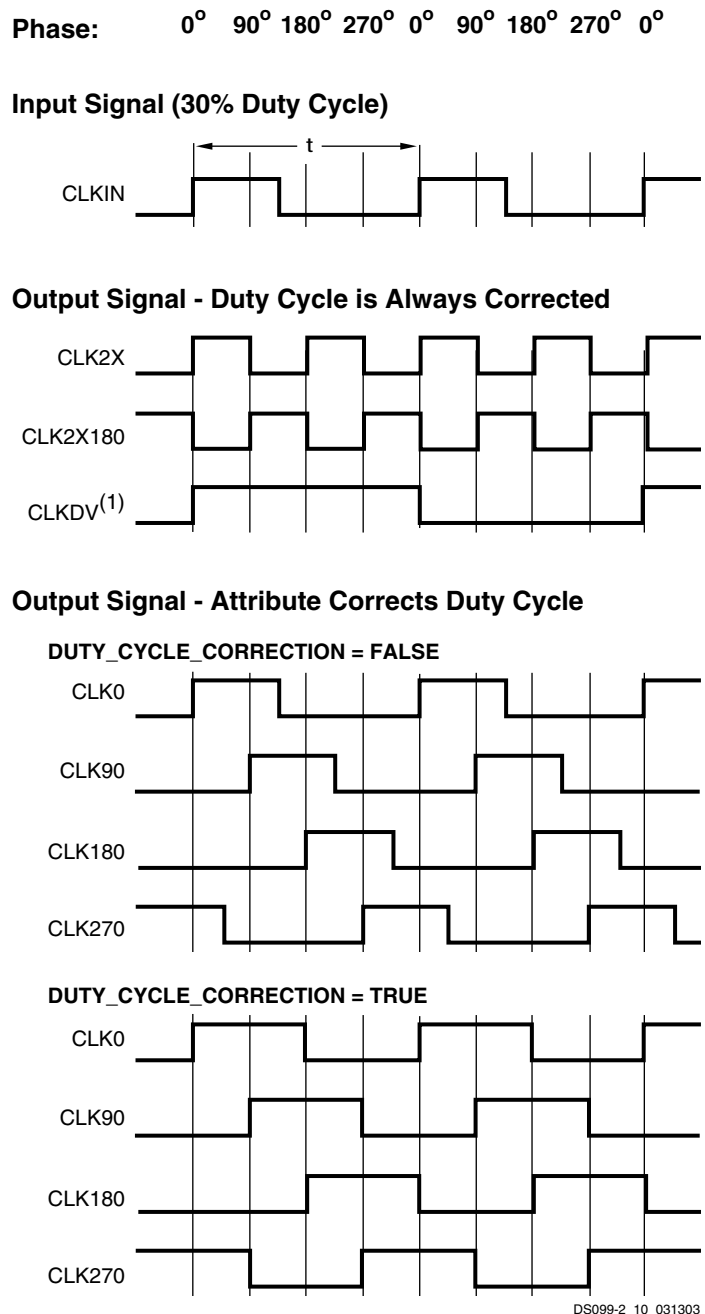 Phase: 0º 90º 180º 270º 0º 90º 180º 270º 0º
Input Signal (30% Duty Cycle)
t
CLKIN
Output Signal - Duty Cycle is Always Corrected
CLK2X
CLK2X180
CLKDV(1)
Output Signal - Attribute Corrects Duty Cycle
DUTY_CYCLE_CORRECTION = FALSE
CLK0
CLK90
CLK180
CLK270
DUTY_CYCLE_CORRECTION = TRUE
CLK0
CLK90
CLK180
CLK270
DS099-2_10_031303